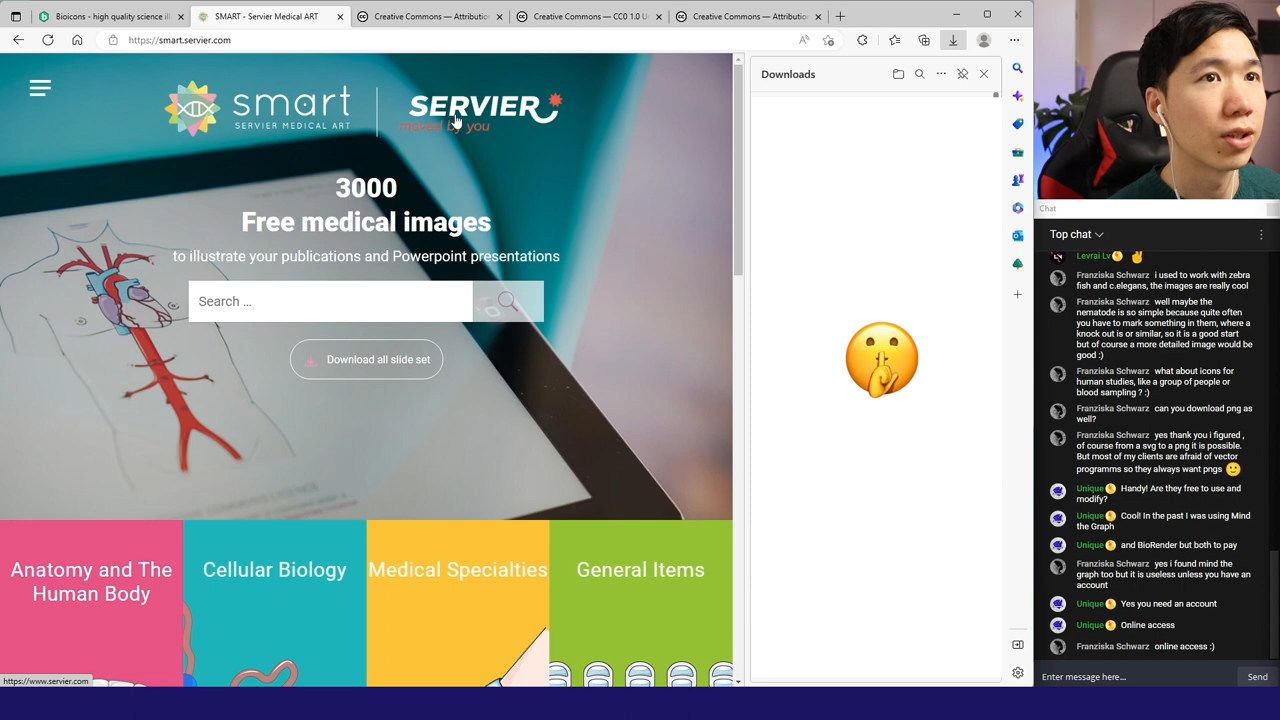 Bioicons - high quality science ill
SMART - Servier Medical ART
Creative Commons — Attributio
Creative Commons — CC0 1.0 U
Creative Commons — Attributio
https://smart.servier.com
smart
SERVIER MEDICAL ART
SERVIER
moved by you
3000
Free medical images
to illustrate your publications and Powerpoint presentations
Search ...
Download all slide set
Anatomy and The
Human Body
Cellular Biology
Medical Specialties
General Items
https://www.servier.com
Downloads
Chat
Top chat
Levrai Lv
Franziska Schwarz i used to work with zebra
fish and c.elegans, the images are really cool
Franziska Schwarz well maybe the
nematode is so simple because quite often
you have to mark something in them, where a
knock out is or similar, so it is a good start
but of course a more detailed image would be
good :)
Franziska Schwarz what about icons for
human studies, like a group of people or
blood sampling ? :)
Franziska Schwarz can you download png as
well?
Franziska Schwarz yes thank you i figured ,
of course from a svg to a png it is possible.
But most of my clients are afraid of vector
programms so they always want pngs
Unique Handy! Are they free to use and
modify?
Unique Cool! In the past I was using Mind
the Graph
Unique and BioRender but both to pay
Franziska Schwarz yes i found mind the
graph too but it is useless unless you have an
account
Unique Yes you need an account
Unique Online access
Franziska Schwarz online access :)
Enter message here...
Send